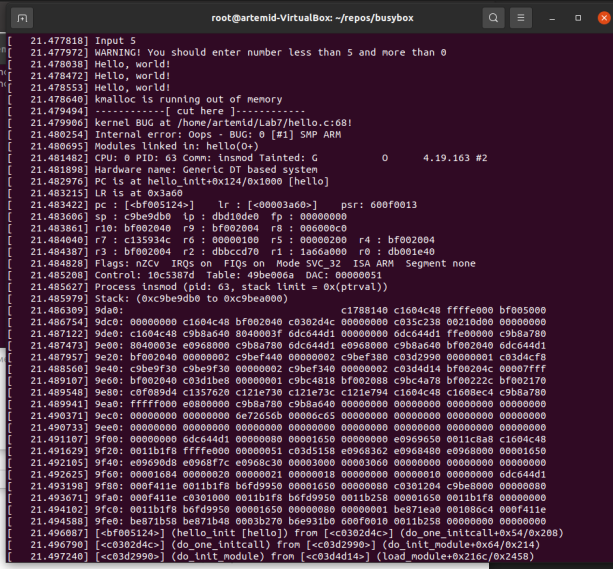 root@artemid-VirtualBox: ~/repos/busybox
[ 21.477818] Input 5
[ 21.477972] WARNING! You should enter number less than 5 and more than 0
[ 21.478038] Hello, world!
[ 21.478472] Hello, world!
[ 21.478553] Hello, world!
[ 21.478640] kmalloc is running out of memory
[ 21.479494] ------------[ cut here ]------------
[ 21.479906] kernel BUG at /home/artemid/Lab7/hello.c:68!
[ 21.480254] Internal error: Oops - BUG: 0 [#1] SMP ARM
[ 21.480695] Modules linked in: hello(O+)
[ 21.481482] CPU: 0 PID: 63 Comm: insmod Tainted: G O 4.19.163 #2
[ 21.481898] Hardware name: Generic DT based system
[ 21.482976] PC is at hello_init+0x124/0x1000 [hello]
[ 21.483215] LR is at 0x3a60
[ 21.483422] pc : [<bf005124>] lr : [<00003a60>] psr: 600f0013
[ 21.483606] sp : c9be9db0 ip : dbd10de0 fp : 00000000
[ 21.483861] r10: bf002040 r9 : bf002004 r8 : 006000c0
[ 21.484040] r7 : c135934c r6 : 00000100 r5 : 00000200 r4 : bf002004
[ 21.484387] r3 : bf002004 r2 : dbbccd70 r1 : 1a66a000 r0 : db001e40
[ 21.484828] Flags: nZCv IRQs on FIQs on Mode SVC_32 ISA ARM Segment none
[ 21.485208] Control: 10c5387d Table: 49be006a DAC: 00000051
[ 21.485627] Process insmod (pid: 63, stack limit = 0x(ptrval))
[ 21.485979] Stack: (0xc9be9db0 to 0xc9bea000)
[ 21.486309] 9da0: c1788140 c1604c48 ffffe000 bf005000
[ 21.486754] 9dc0: 00000000 c1604c48 bf002040 c0302d4c 00000000 c035c238 00210d00 00000000
[ 21.487122] 9de0: c1604c48 c9b8a640 8040003f 6dc644d1 00000000 6dc644d1 ffe00000 c9b8a780
[ 21.487473] 9e00: 8040003e e0968000 c9b8a780 6dc644d1 e0968000 c9b8a640 bf002040 6dc644d1
[ 21.487957] 9e20: bf002040 00000002 c9bef440 00000002 c9bef380 c03d2990 00000001 c03d4cf8
[ 21.488560] 9e40: c9be9f30 c9be9f30 00000002 c9bef340 00000002 c03d4d14 bf00204c 00007fff
[ 21.489107] 9e60: bf002040 c03d1be8 00000001 c9bc4818 bf002088 c9bc4a78 bf00222c bf002170
[ 21.489548] 9e80: c0f089d4 c1357620 c121e730 c121e73c c121e794 c1604c48 c1608ec4 c9b8a780
[ 21.489941] 9ea0: fffff000 e0800000 c9b8a780 c9b8a640 00000000 00000000 00000000 00000000
[ 21.490371] 9ec0: 00000000 00000000 6e72656b 00006c65 00000000 00000000 00000000 00000000
[ 21.490733] 9ee0: 00000000 00000000 00000000 00000000 00000000 00000000 00000000 00000000
[ 21.491107] 9f00: 00000000 6dc644d1 00000080 00001650 00000000 e0969650 0011c8a8 c1604c48
[ 21.491629] 9f20: 0011b1f8 ffffe000 00000051 c03d5158 e0968362 e0968480 e0968000 00001650
[ 21.492105] 9f40: e09690d8 e0968f7c e0968c30 00003000 00003060 00000000 00000000 00000000
[ 21.492625] 9f60: 00001684 00000020 00000021 00000018 00000000 00000010 00000000 6dc644d1
[ 21.493198] 9f80: 000f411e 0011b1f8 b6fd9950 00001650 00000080 c0301204 c9be8000 00000080
[ 21.493671] 9fa0: 000f411e c0301000 0011b1f8 b6fd9950 0011b258 00001650 0011b1f8 00000000
[ 21.494102] 9fc0: 0011b1f8 b6fd9950 00001650 00000080 00000001 be871ea0 001086c4 000f411e
[ 21.494588] 9fe0: be871b58 be871b48 0003b270 b6e931b0 600f0010 0011b258 00000000 00000000
[ 21.496087] [<bf005124>] (hello_init [hello]) from [<c0302d4c>] (do_one_initcall+0x54/0x208)
[ 21.496790] [<c0302d4c>] (do_one_initcall) from [<c03d2990>] (do_init_module+0x64/0x214)
[ 21.497240] [<c03d2990>] (do_init_module) from [<c03d4d14>] (load_module+0x216c/0x2458)